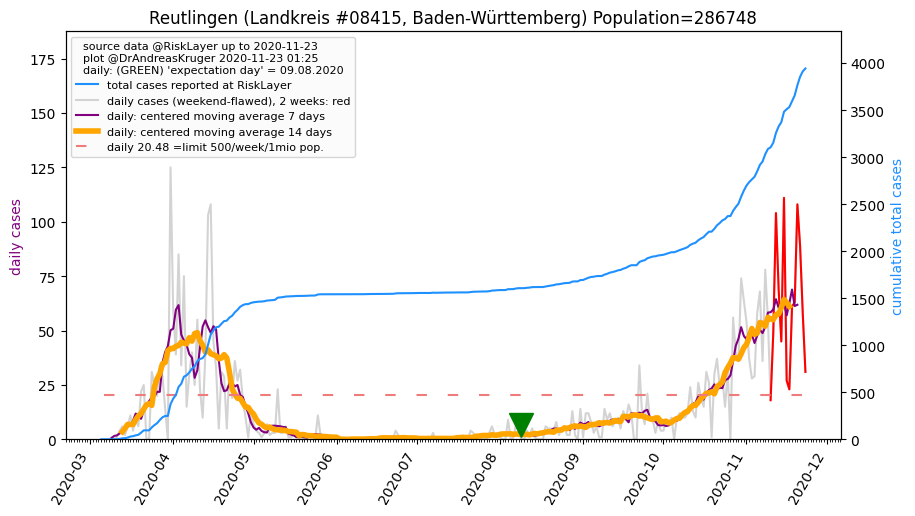 Reutlingen (Landkreis #08415, Baden-Württemberg) Population=286748
source data @RiskLayer up to 2020-11-23
plot @DrAndreasKruger 2020-11-23 01:25
daily: (GREEN) 'expectation day' = 09.08.2020
total cases reported at RiskLayer
daily cases (weekend-flawed), 2 weeks: red
daily: centered moving average 7 days
daily: centered moving average 14 days
daily 20.48 =limit 500/week/1mio pop.
daily cases
175
150
125
100
75
50
25
0
cumulative total cases
4000
3500
3000
2500
2000
1500
1000
500
0
2020-03
2020-04
2020-05
2020-06
2020-07
2020-08
2020-09
2020-10
2020-11
2020-12